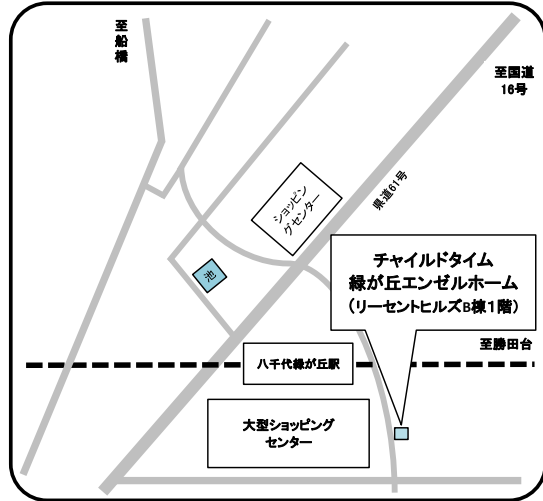 至船橋
至国道
16号
県道61号
ショッピン
グセンター
池
チャイルドタイム
緑が丘エンゼルホーム
（リーセントヒルズB棟１階）
至勝田台
八千代緑が丘駅
大型ショッピング
センター